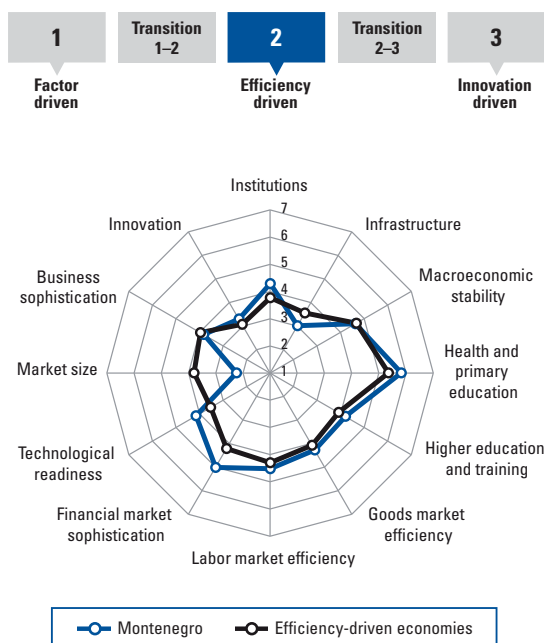 1
Transition
1–2
2
Transition
2–3
3
Factor
driven
Efficiency
driven
Innovation
driven
Institutions
7
6
5
4
3
2
1
Infrastructure
Macroeconomic
stability
Health and
primary
education
Higher education
and training
Goods market
efficiency
Labor market efficiency
Financial market
sophistication
Technological
readiness
Market size
Business
sophistication
Innovation
Montenegro
Efficiency-driven economies